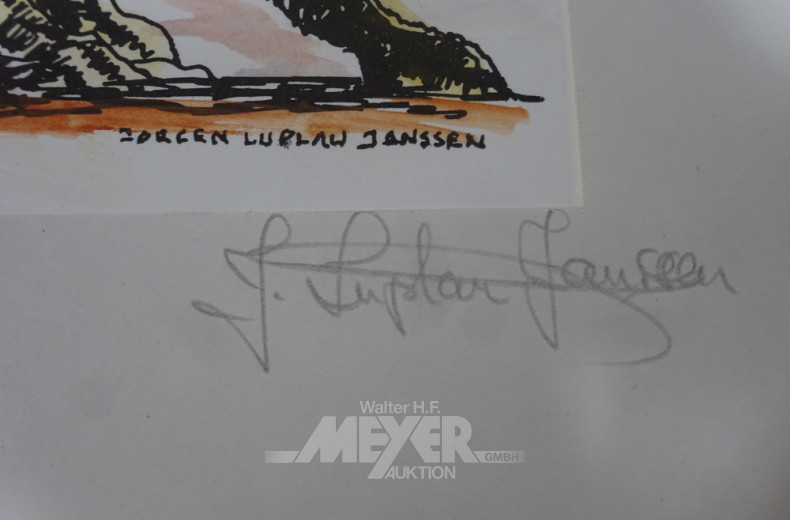 JORGEN LUPLAW JANSSEN
J. Luplau Janssen
Walter H.F.
MEYER
GMBH
AUKTION